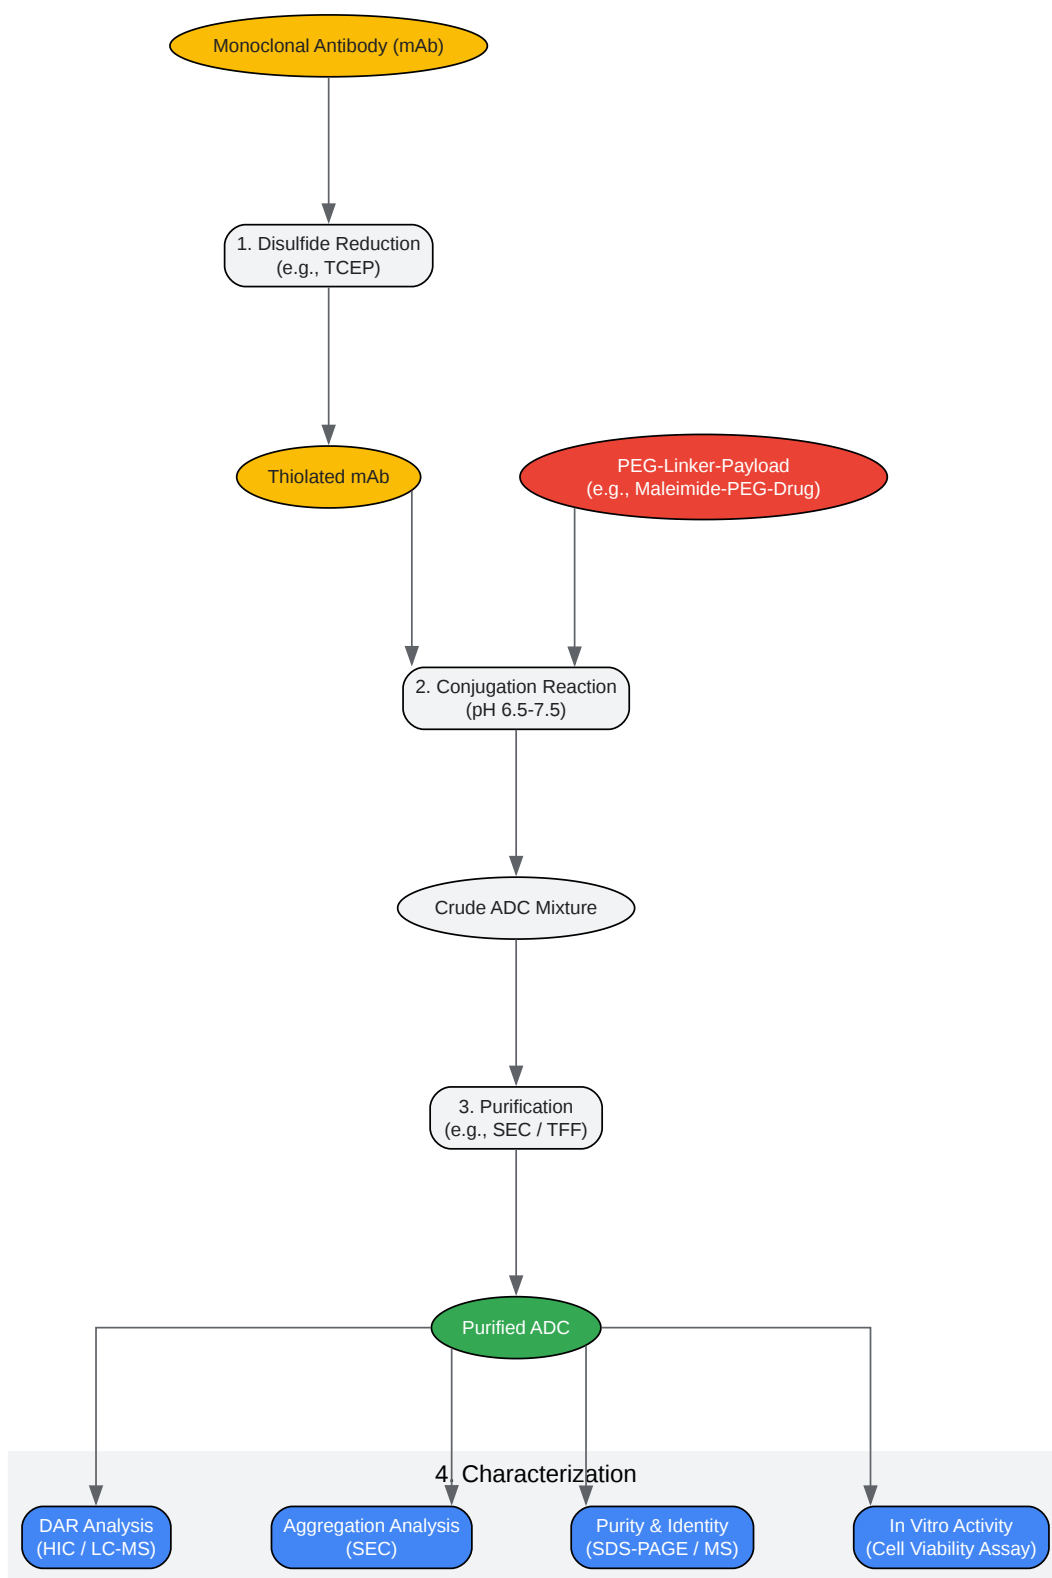 Monoclonal Antibody (mAb)
1. Disulfide Reduction
(e.g., TCEP)
Thiolated mAb
PEG-Linker-Payload
(e.g., Maleimide-PEG-Drug)
2. Conjugation Reaction
(pH 6.5-7.5)
Crude ADC Mixture
3. Purification
(e.g., SEC / TFF)
Purified ADC
4. Characterization
DAR Analysis
(HIC / LC-MS)
Aggregation Analysis
(SEC)
Purity & Identity
(SDS-PAGE / MS)
In Vitro Activity
(Cell Viability Assay)